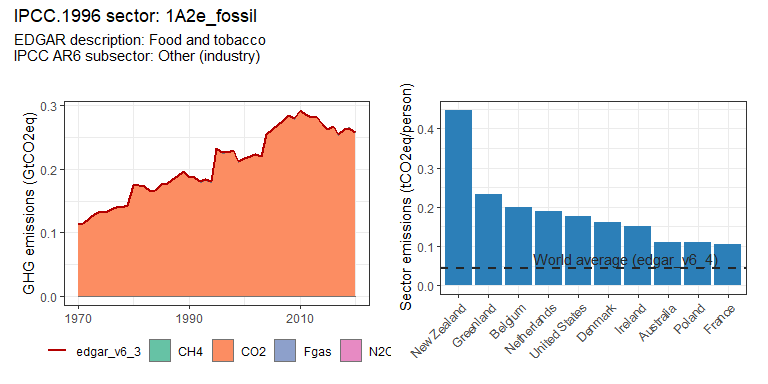 IPCC.1996 sector: 1A2e_fossil
EDGAR description: Food and tobacco
IPCC AR6 subsector: Other (industry)
GHG emissions (GtCO2eq)
0.3
0.2
0.1
0.0
1970
1990
2010
edgar_v6_3
CH4
CO2
Fgas
N2O
Sector emissions (tCO2eq/person)
0.4
0.3
0.2
0.1
0.0
World average (edgar_v6_4)
New Zealand
Greenland
Belgium
Netherlands
United States
Denmark
Ireland
Australia
Poland
France